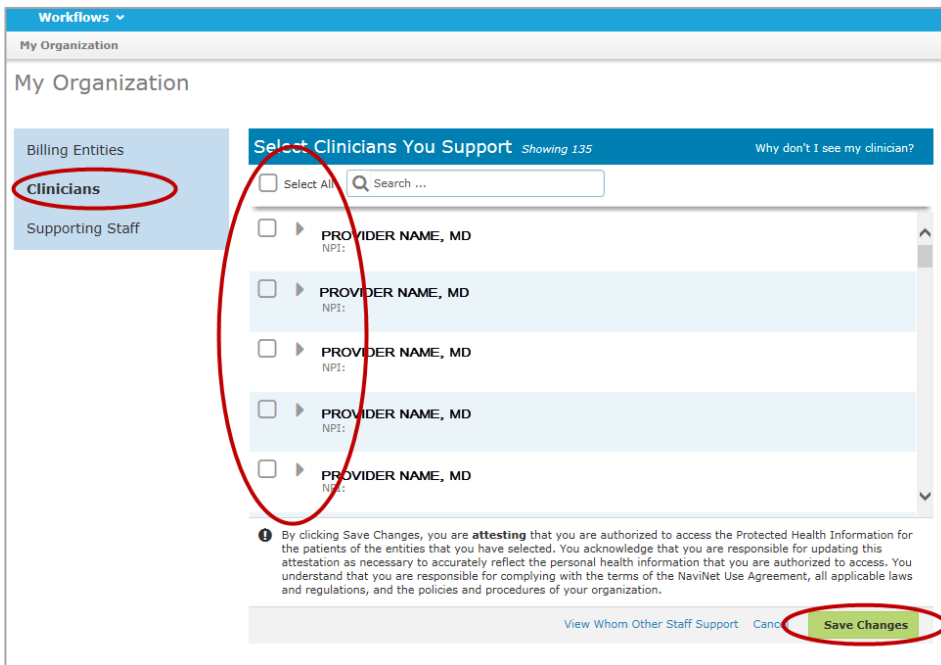 Workflows
My Organization
My Organization
Billing Entities
Clinicians
Supporting Staff
Select Clinicians You Support Showing 135 Why don't I see my clinician?
Select All Search ...
PROVIDER NAME, MD
NPI:
PROVIDER NAME, MD
NPI:
PROVIDER NAME, MD
NPI:
PROVIDER NAME, MD
NPI:
PROVIDER NAME, MD
NPI:
By clicking Save Changes, you are attesting that you are authorized to access the Protected Health Information for
the patients of the entities that you have selected. You acknowledge that you are responsible for updating this
attestation as necessary to accurately reflect the personal health information that you are authorized to access. You
understand that you are responsible for complying with the terms of the NaviNet Use Agreement, all applicable laws
and regulations, and the policies and procedures of your organization.
View Whom Other Staff Support Cancel Save Changes